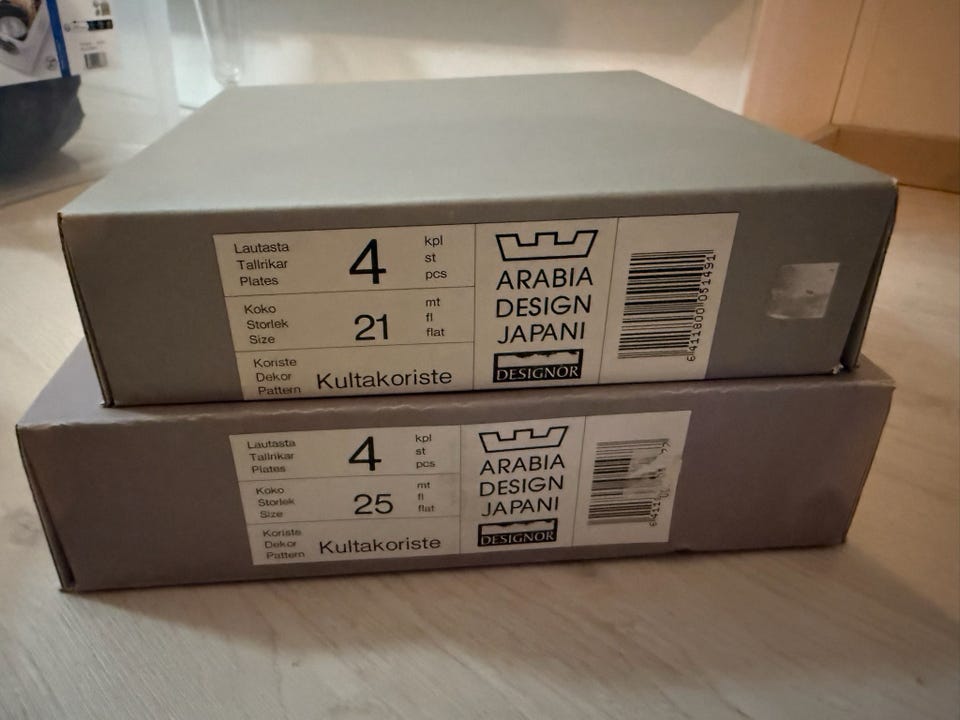 Lautasta
Tallrikar
Plates
4
kpl
st
pcs
Koko
Storlek
Size
21
mt
fl
flat
Koriste
Dekor
Pattern
Kultakoriste
ARABIA
DESIGN
JAPANI
DESIGNOR
6411800051491
Lautasta
Tallrikar
Plates
4
kpl
st
pcs
Koko
Storlek
Size
25
mt
fl
flat
Koriste
Dekor
Pattern
Kultakoriste
ARABIA
DESIGN
JAPANI
DESIGNOR